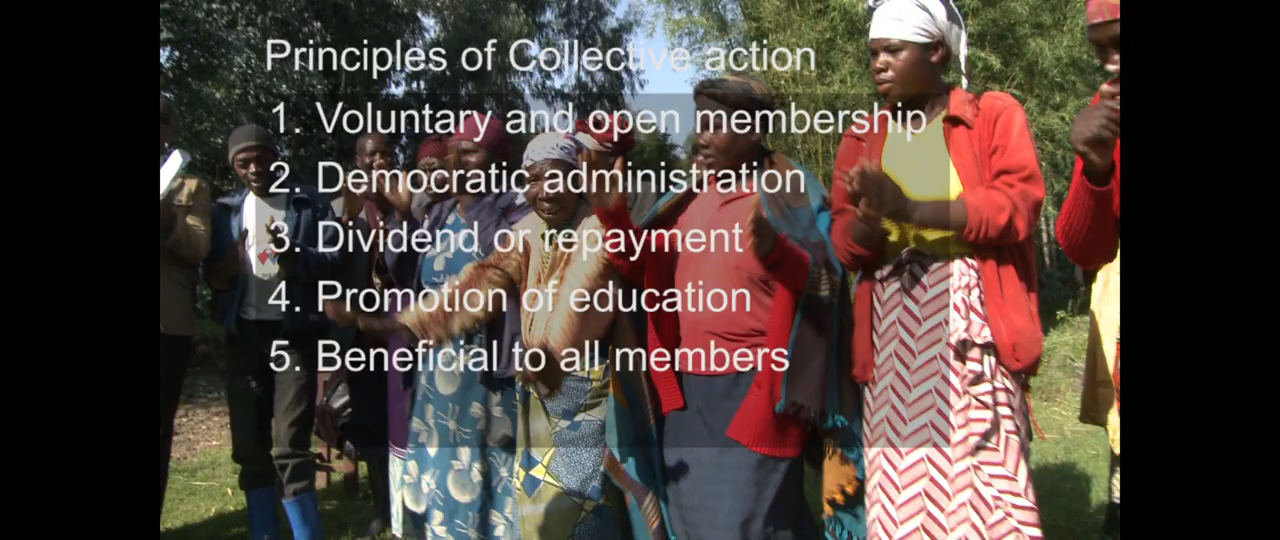 Principles of Collective action
1. Voluntary and open membership
2. Democratic administration
3. Dividend or repayment
4. Promotion of education
5. Beneficial to all members